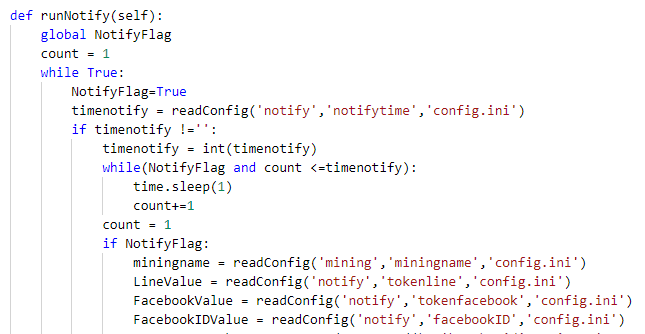 def runNotify(self):
    global NotifyFlag
    count = 1
    while True:
        NotifyFlag=True
        timenotify = readConfig('notify','notifytime','config.ini')
        if timenotify !='':
            timenotify = int(timenotify)
            while(NotifyFlag and count <=timenotify):
                time.sleep(1)
                count+=1
            count = 1
            if NotifyFlag:
                miningname = readConfig('mining','miningname','config.ini')
                LineValue = readConfig('notify','tokenline','config.ini')
                FacebookValue = readConfig('notify','tokenfacebook','config.ini')
                FacebookIDValue = readConfig('notify','facebookID','config.ini')